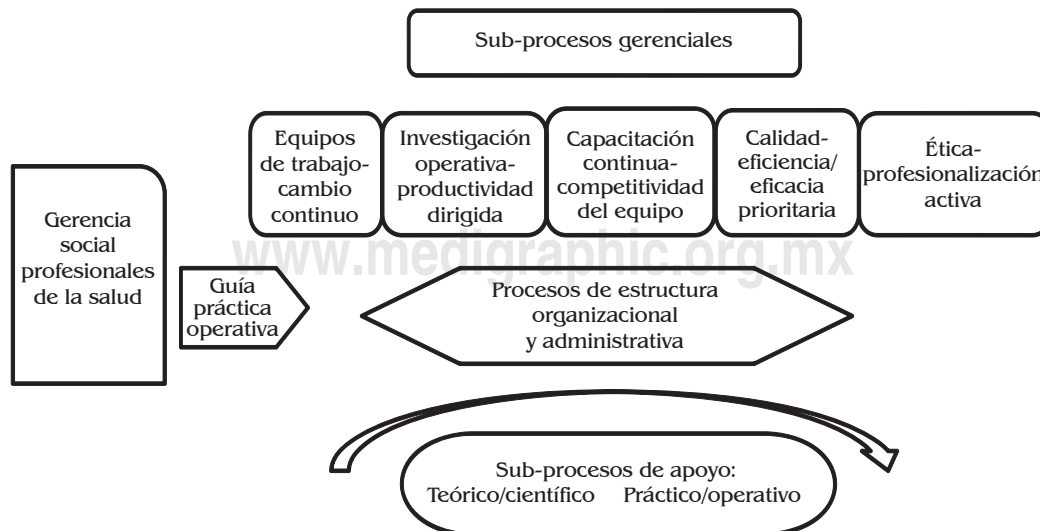 Sub-procesos gerenciales
Equipos
de trabajo-
cambio
continuo
Investigación
operativa-
productividad
dirigida
Capacitación
continua-
competitividad
del equipo
Calidad-
eficiencia/
eficacia
prioritaria
Ética-
profesionalización
activa
Gerencia
social
profesionales
de la salud
www.medigraphic.org.mx
Guía
práctica
operativa
Procesos de estructura
organizacional
y administrativa
Sub-procesos de apoyo:
Teórico/científico Práctico/operativo